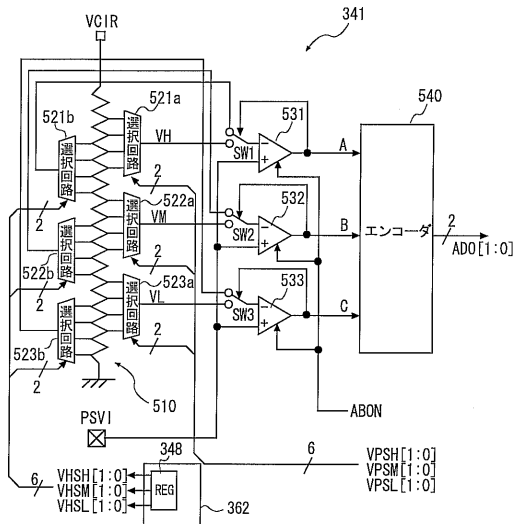 VCIR
341
521b
選択回路
521a
選択回路
VH
2
2
SW1
531
A
540
エンコーダ
2
ADO[1:0]
522b
選択回路
522a
選択回路
VM
2
2
SW2
532
B
523b
選択回路
523a
選択回路
VL
2
2
SW3
533
C
510
PSVI
ABON
6
VHSH[1:0]
VHSM[1:0]
VHSL[1:0]
348
REG
362
6
VPSH[1:0]
VPSM[1:0]
VPSL[1:0]